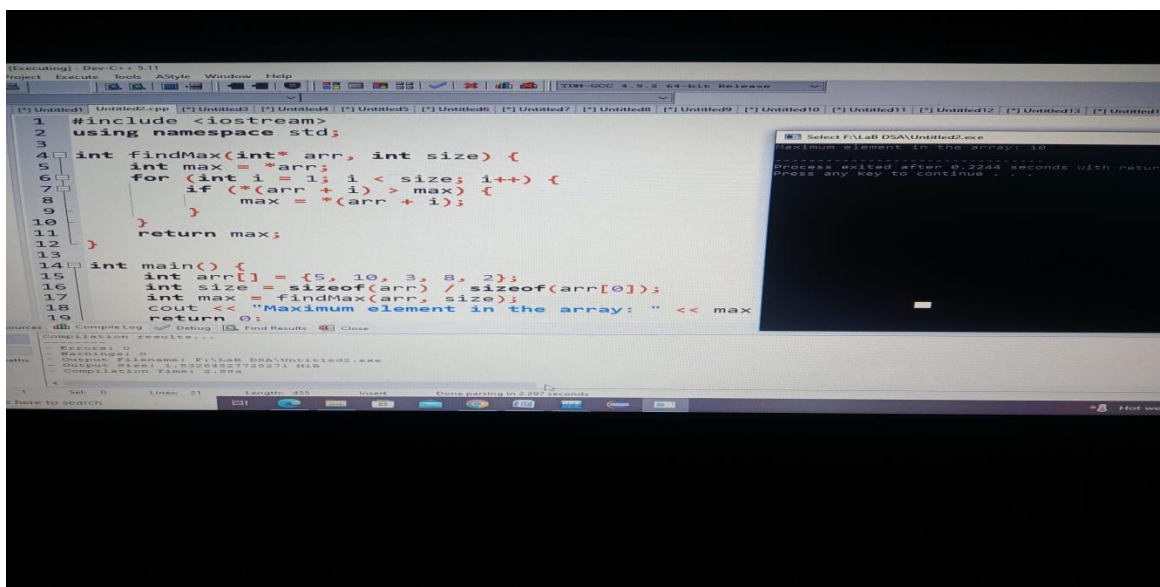 [Executing] - Dev-C++ 5.11
Project Execute Tools AStyle Window Help
TDM-GCC 4.9.2 64-bit Release
[*] Untitled1 Untitled2.cpp [*] Untitled3 [*] Untitled4 [*] Untitled5 [*] Untitled6 [*] Untitled7 [*] Untitled8 [*] Untitled9 [*] Untitled10 [*] Untitled11 [*] Untitled12 [*] Untitled13 [*] Untitled1
1 #include <iostream>
2 using namespace std;
3
4 int findMax(int* arr, int size) {
5 int max = *arr;
6 for (int i = 1; i < size; i++) {
7 if (*(arr + i) > max) {
8 max = *(arr + i);
9 }
10 }
11 return max;
12 }
13
14 int main() {
15 int arr[] = {5, 10, 3, 8, 2};
16 int size = sizeof(arr) / sizeof(arr[0]);
17 int max = findMax(arr, size);
18 cout << "Maximum element in the array: " << max
19 return 0;
Select F:\LaB DSA\Untitled2.exe
Maximum element in the array: 10
--------------------------------
Process exited after 0.2244 seconds with retur
Press any key to continue . . .
ources Compile Log Debug Find Results Close
Compilation results...
--------
- Errors: 0
- Warnings: 0
- Output Filename: F:\LaB DSA\Untitled2.exe
- Output Size: 1.83264827728271 MiB
- Compilation Time: 2.88s
paths
1 Sel: 0 Lines: 21 Length: 455 Insert Done parsing in 2.297 seconds
here to search
Hot we